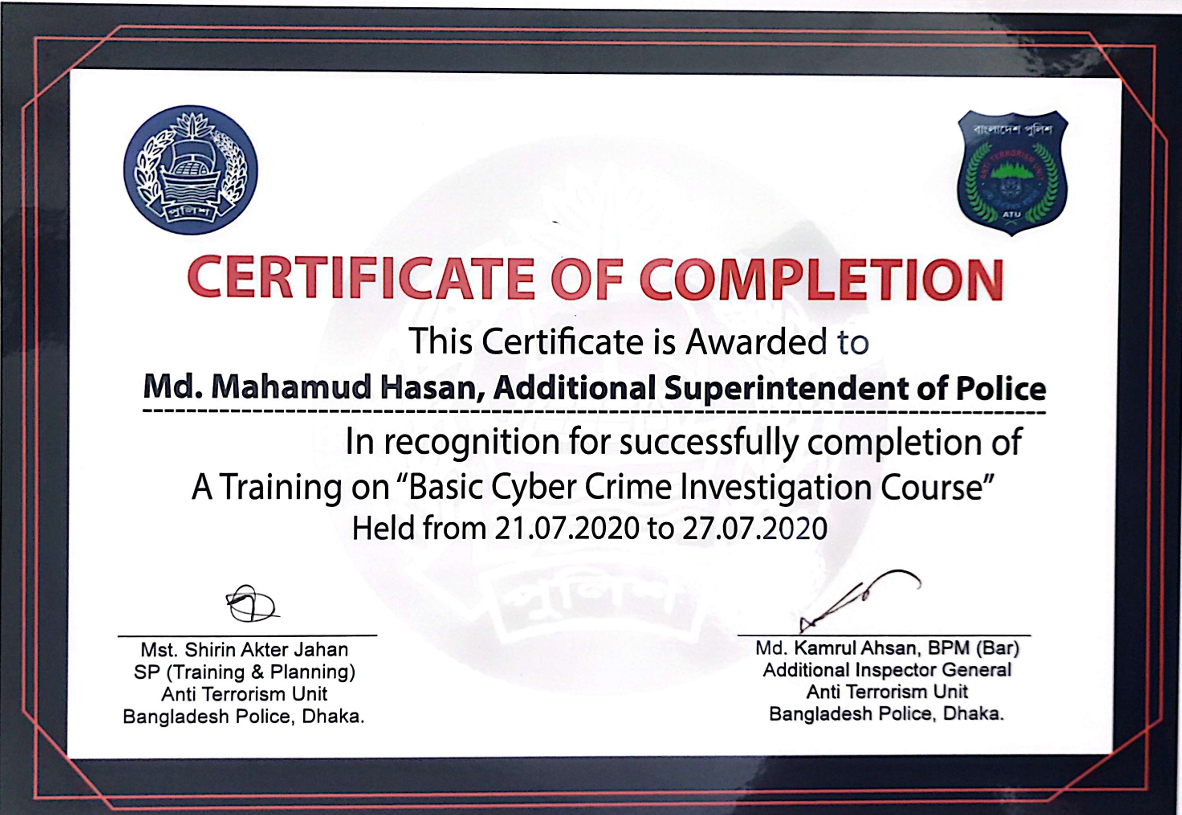 পুলিশ
বাংলাদেশ পুলিশ
ANTI TERRORISM UNIT
ATU
CERTIFICATE OF COMPLETION
This Certificate is Awarded to
Md. Mahamud Hasan, Additional Superintendent of Police
In recognition for successfully completion of
A Training on “Basic Cyber Crime Investigation Course”
Held from 21.07.2020 to 27.07.2020
পুলিশ
Mst. Shirin Akter Jahan
SP (Training & Planning)
Anti Terrorism Unit
Bangladesh Police, Dhaka.
Md. Kamrul Ahsan, BPM (Bar)
Additional Inspector General
Anti Terrorism Unit
Bangladesh Police, Dhaka.